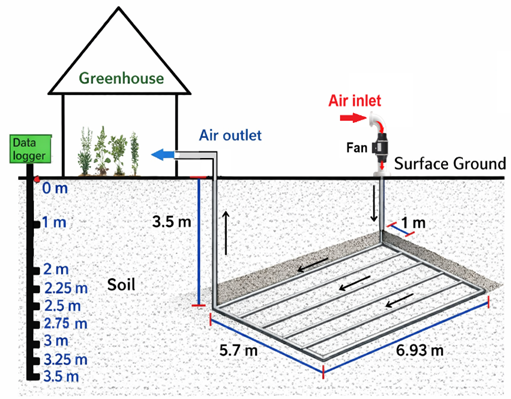 Greenhouse
Air inlet
Data
logger
Air outlet
Fan
Surface Ground
0 m
1 m
3.5 m
1 m
2 m
2.25 m
2.5 m
2.75 m
3 m
3.25 m
3.5 m
Soil
5.7 m
6.93 m